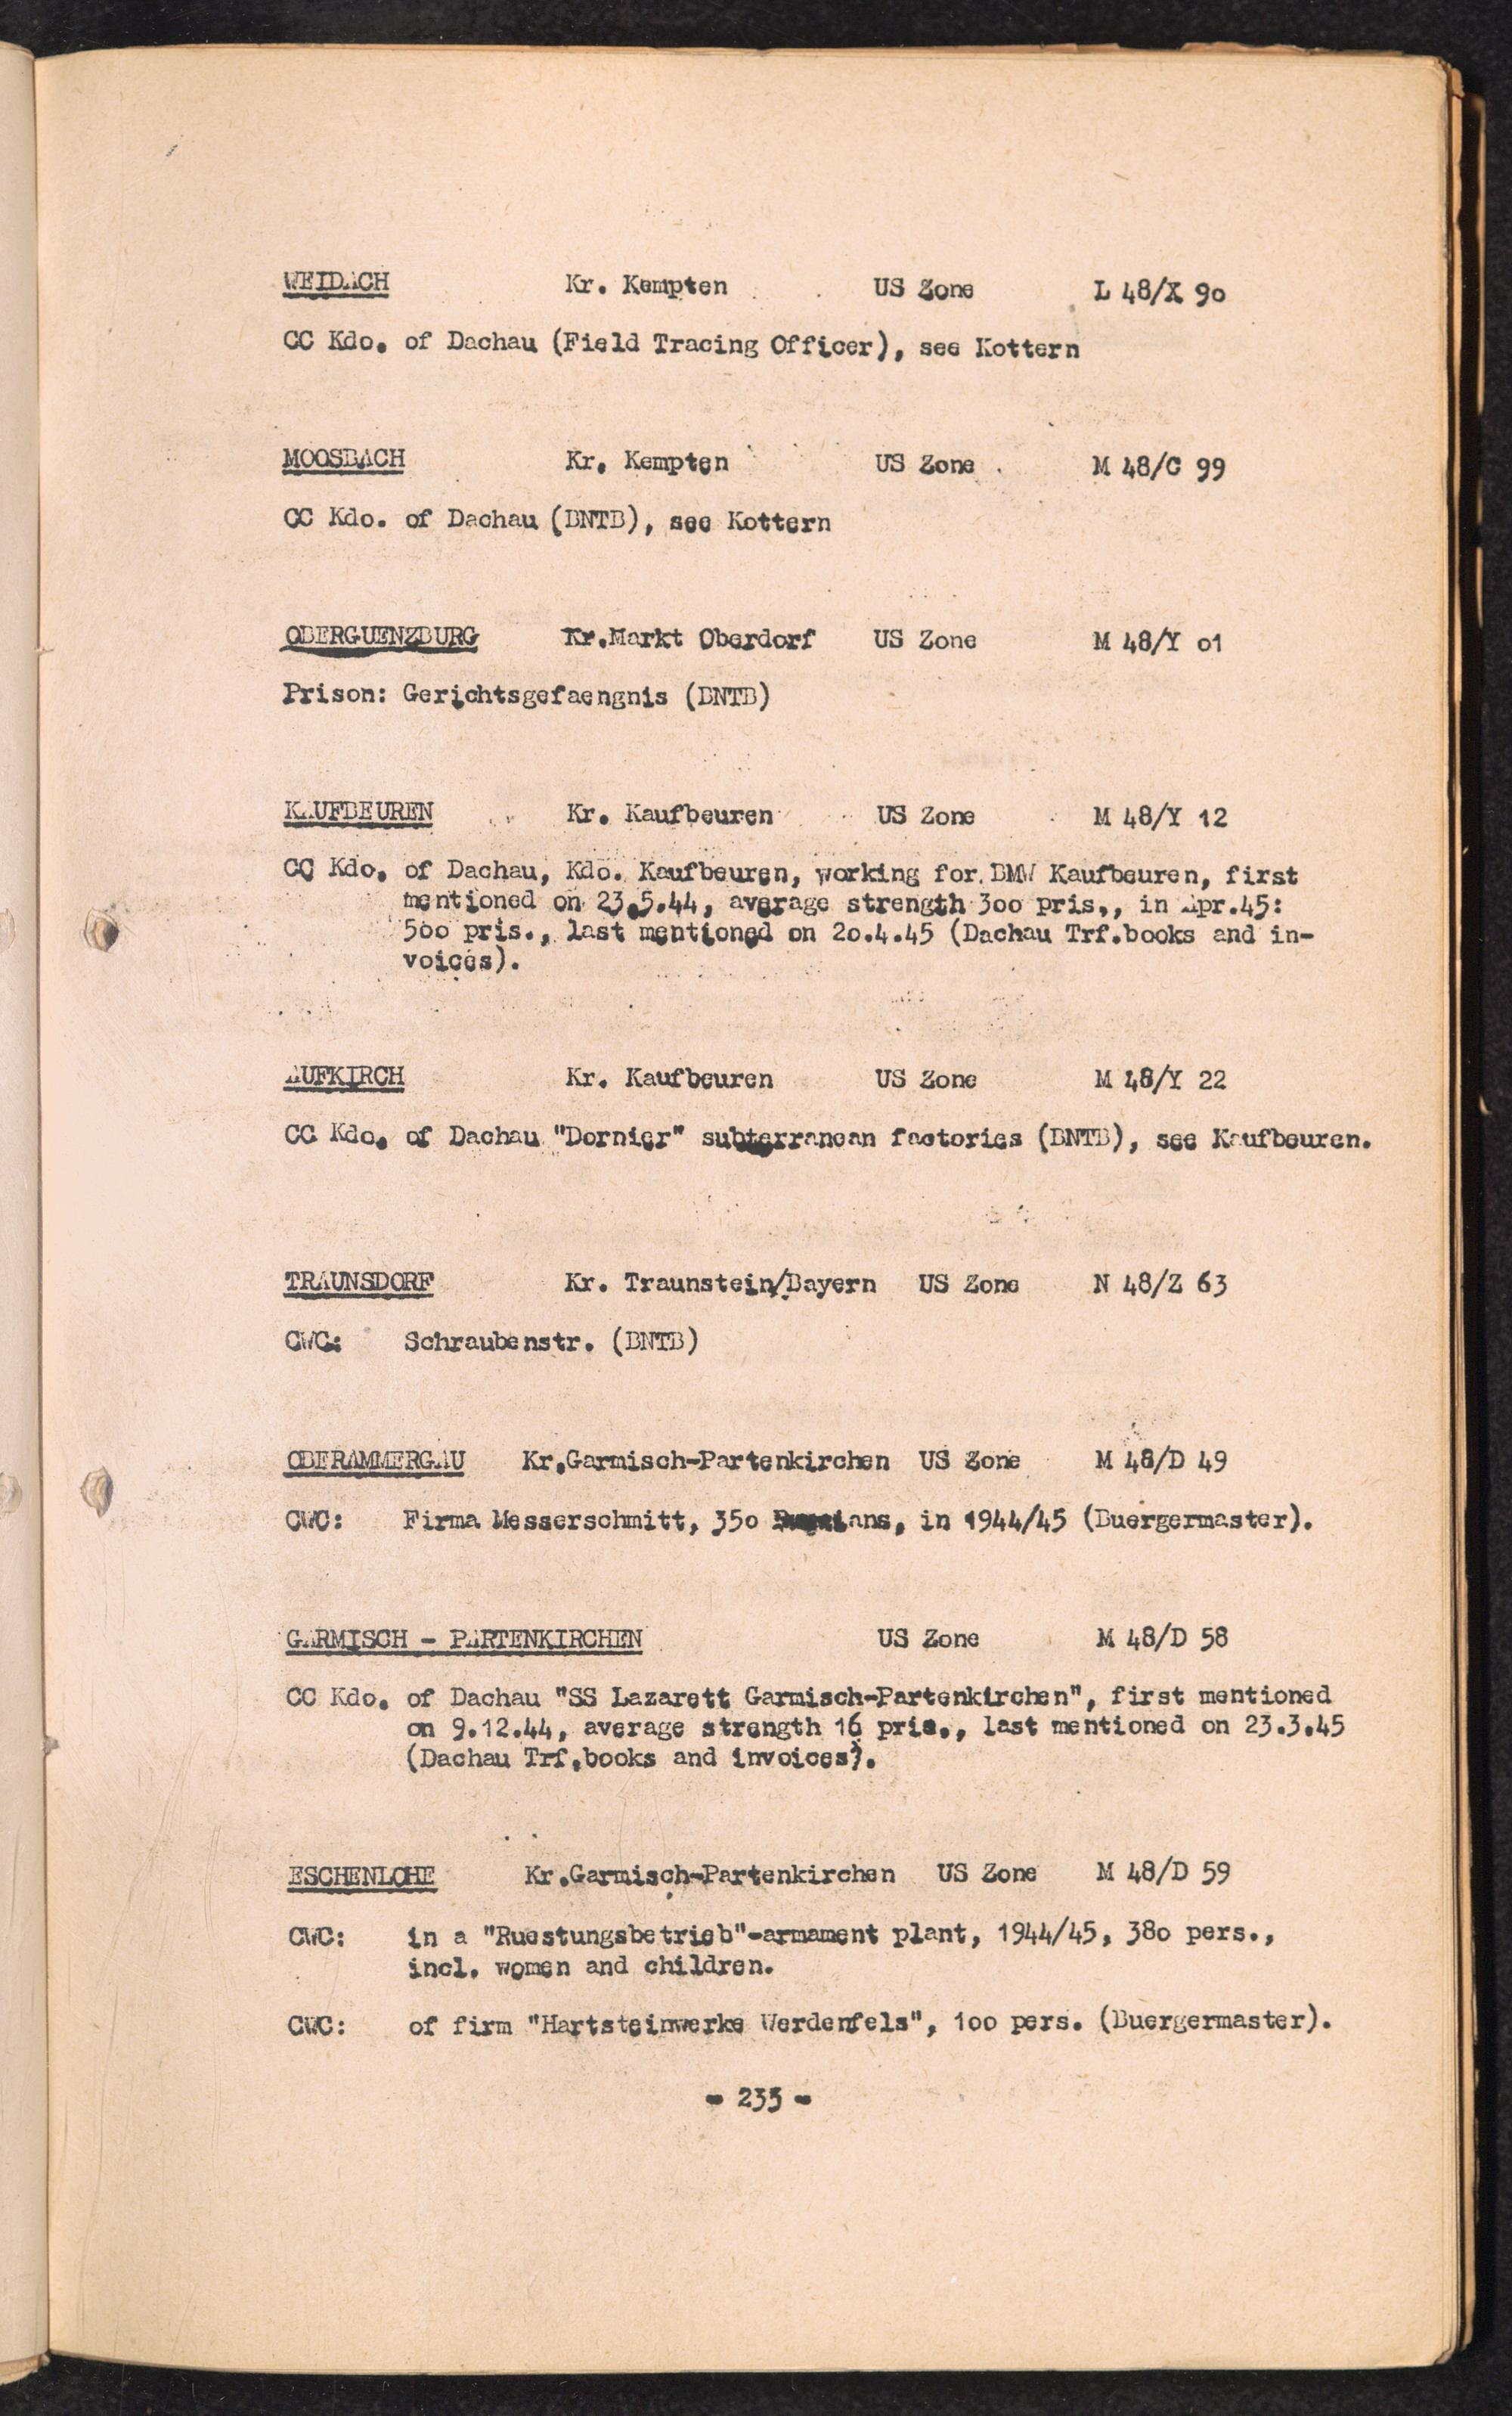 WEIDACH Kr. Kempten US Zone L 48/X 90
CC Kdo. of Dachau (Field Tracing Officer), see Kottern
MOOSBACH Kr. Kempten US Zone M 48/C 99
CC Kdo. of Dachau (BNTB), see Kottern
OBERGUENZBURG Kr.Markt Oberdorf US Zone M 48/Y 01
Prison: Gerichtsgefaengnis (BNTB)
KAUFBEUREN Kr. Kaufbeuren US Zone M 48/Y 12
CC Kdo. of Dachau, Kdo. Kaufbeuren, working for BMW Kaufbeuren, first
mentioned on 23.5.44, average strength 300 pris., in Apr.45:
500 pris., last mentioned on 20.4.45 (Dachau Trf.books and in-
voices).
AUFKIRCH Kr. Kaufbeuren US Zone M 48/Y 22
CC Kdo. of Dachau "Dornier" subterranean factories (BNTB), see Kaufbeuren.
TRAUNSDORF Kr. Traunstein/Bayern US Zone N 48/Z 63
CWC: Schraubenstr. (BNTB)
OBERAMMERGAU Kr.Garmisch-Partenkirchen US Zone M 48/D 49
CWC: Firma Messerschmitt, 350 Russians, in 1944/45 (Buergermaster).
GARMISCH - PARTENKIRCHEN US Zone M 48/D 58
CC Kdo. of Dachau "SS Lazarett Garmisch-Partenkirchen", first mentioned
on 9.12.44, average strength 16 pris., last mentioned on 23.3.45
(Dachau Trf.books and invoices).
ESCHENLOHE Kr.Garmisch-Partenkirchen US Zone M 48/D 59
CWC: in a "Ruestungsbetrieb"-armament plant, 1944/45, 380 pers.,
incl. women and children.
CWC: of firm "Hartsteinwerke Werdenfels", 100 pers. (Buergermaster).
- 233 -